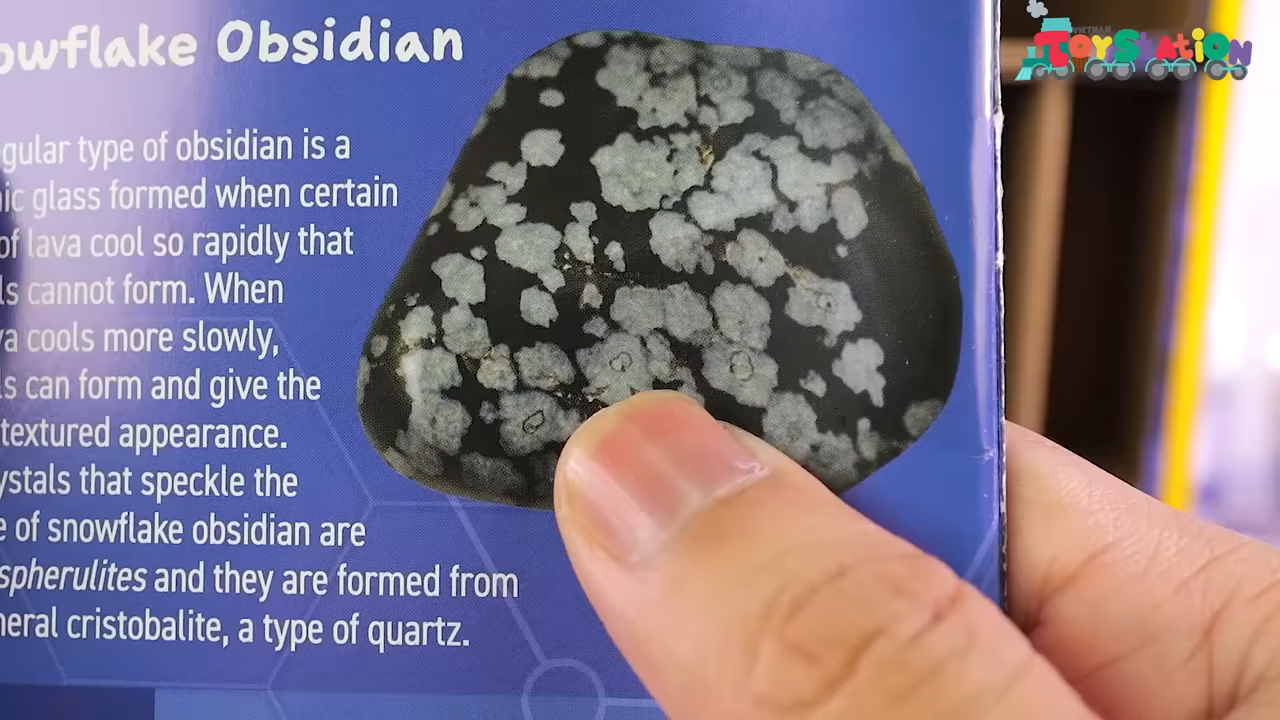 owflake Obsidian
gular type of obsidian is a
ic glass formed when certain
of lava cool so rapidly that
ls cannot form. When
va cools more slowly,
ls can form and give the
textured appearance.
ystals that speckle the
e of snowflake obsidian are
spherulites and they are formed from
neral cristobalite, a type of quartz.
VIETNAM
ToyStation